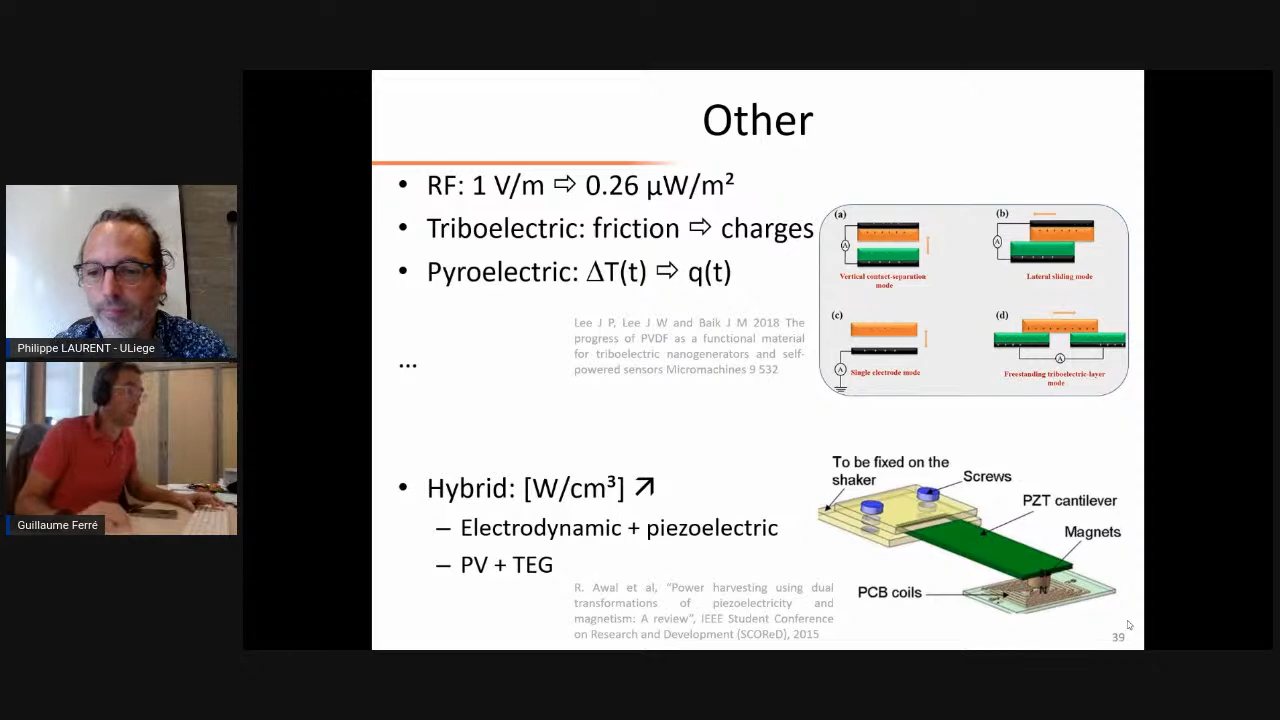 Other
• RF: 1 V/m ⇨ 0.26 µW/m²
• Triboelectric: friction ⇨ charges
• Pyroelectric: ΔT(t) ⇨ q(t)
Lee J P, Lee J W and Baik J M 2018 The
progress of PVDF as a functional material
for triboelectric nanogenerators and self-
powered sensors Micromachines 9 532
...
(a)
A
Vertical contact-separation
mode
(b)
A
Lateral sliding mode
(c)
A
Single electrode mode
(d)
A
Freestanding triboelectric-layer
mode
• Hybrid: [W/cm³] ↗
– Electrodynamic + piezoelectric
– PV + TEG
R. Awal et al, “Power harvesting using dual
transformations of piezoelectricity and
magnetism: A review”, IEEE Student Conference
on Research and Development (SCOReD), 2015
To be fixed on the
shaker
Screws
PZT cantilever
Magnets
N
PCB coils
39
Philippe LAURENT - ULiege
Guillaume Ferré